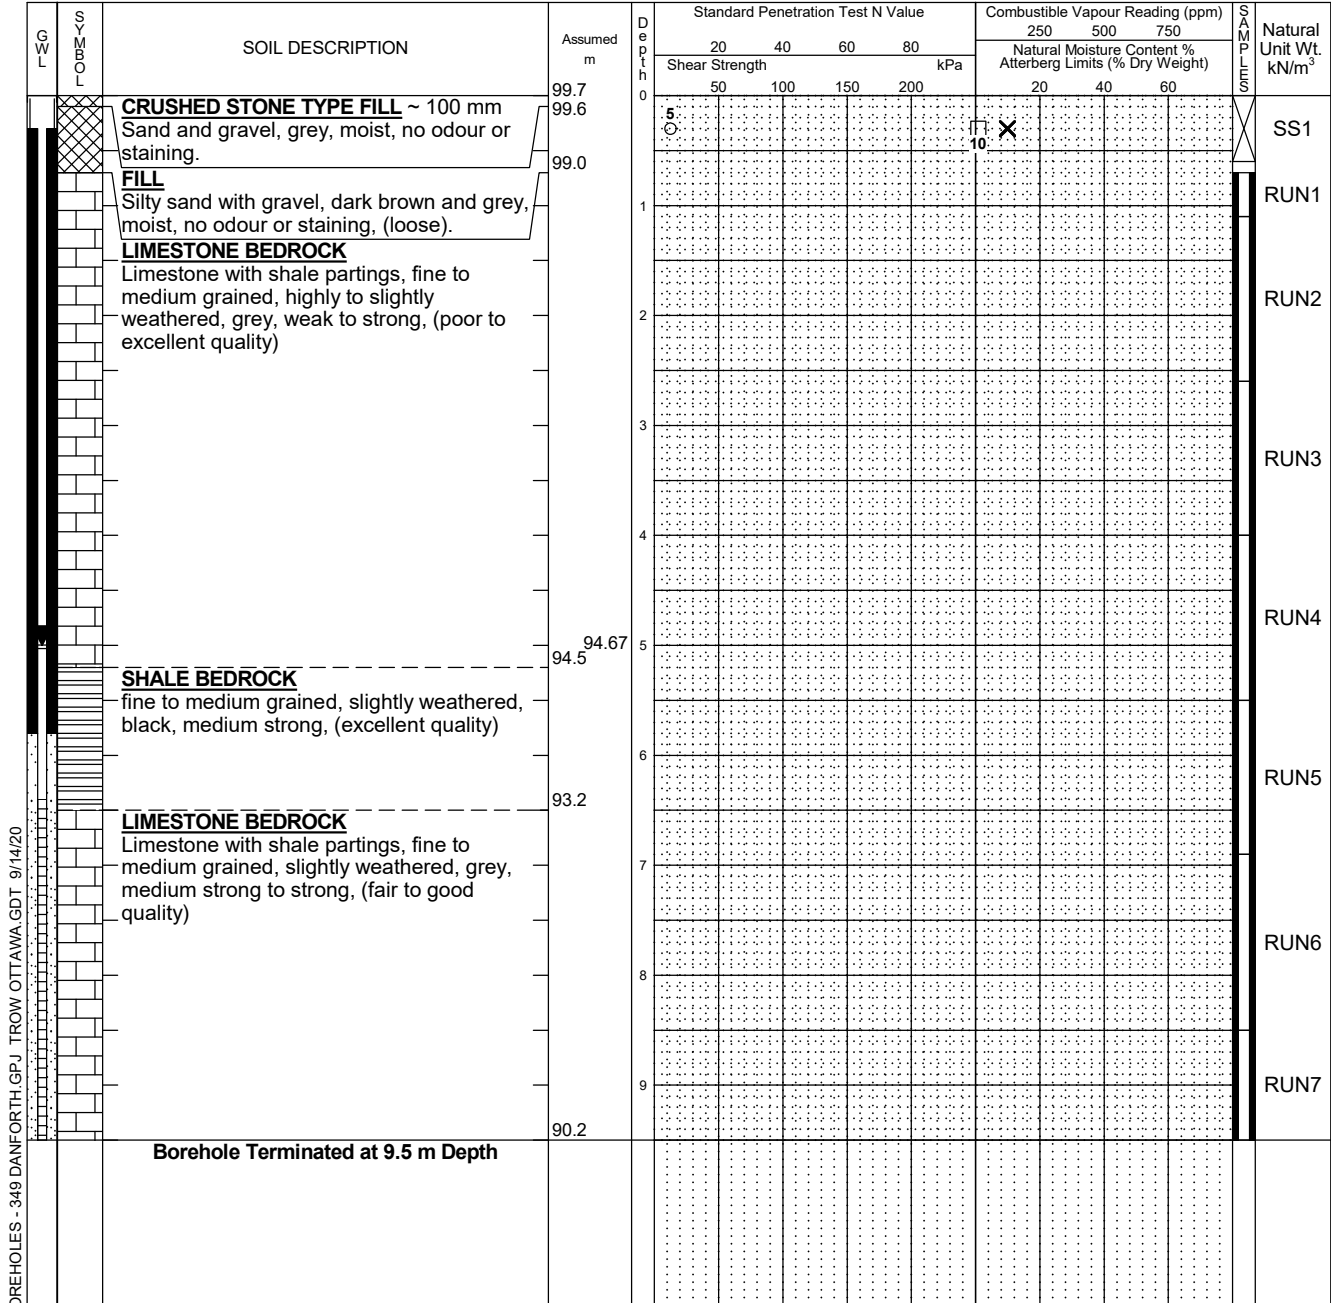 GWL
SYMBOL
SOIL DESCRIPTION
Assumed
m
Depth
Standard Penetration Test N Value
20 40 60 80
Shear Strength kPa
50 100 150 200
Combustible Vapour Reading (ppm)
250 500 750
Natural Moisture Content %
Atterberg Limits (% Dry Weight)
20 40 60
SAMPLES
Natural
Unit Wt.
kN/m³
99.7
0
CRUSHED STONE TYPE FILL ~ 100 mm
99.6
Sand and gravel, grey, moist, no odour or
staining.
5
10
SS1
99.0
FILL
Silty sand with gravel, dark brown and grey,
moist, no odour or staining, (loose).
1
RUN1
LIMESTONE BEDROCK
Limestone with shale partings, fine to
medium grained, highly to slightly
weathered, grey, weak to strong, (poor to
excellent quality)
RUN2
2
3
RUN3
4
RUN4
94.67
5
94.5
SHALE BEDROCK
fine to medium grained, slightly weathered,
black, medium strong, (excellent quality)
6
RUN5
93.2
LIMESTONE BEDROCK
Limestone with shale partings, fine to
medium grained, slightly weathered, grey,
medium strong to strong, (fair to good
quality)
7
RUN6
8
9
RUN7
90.2
Borehole Terminated at 9.5 m Depth
OREHOLES - 349 DANFORTH.GPJ TROW OTTAWA.GDT 9/14/20